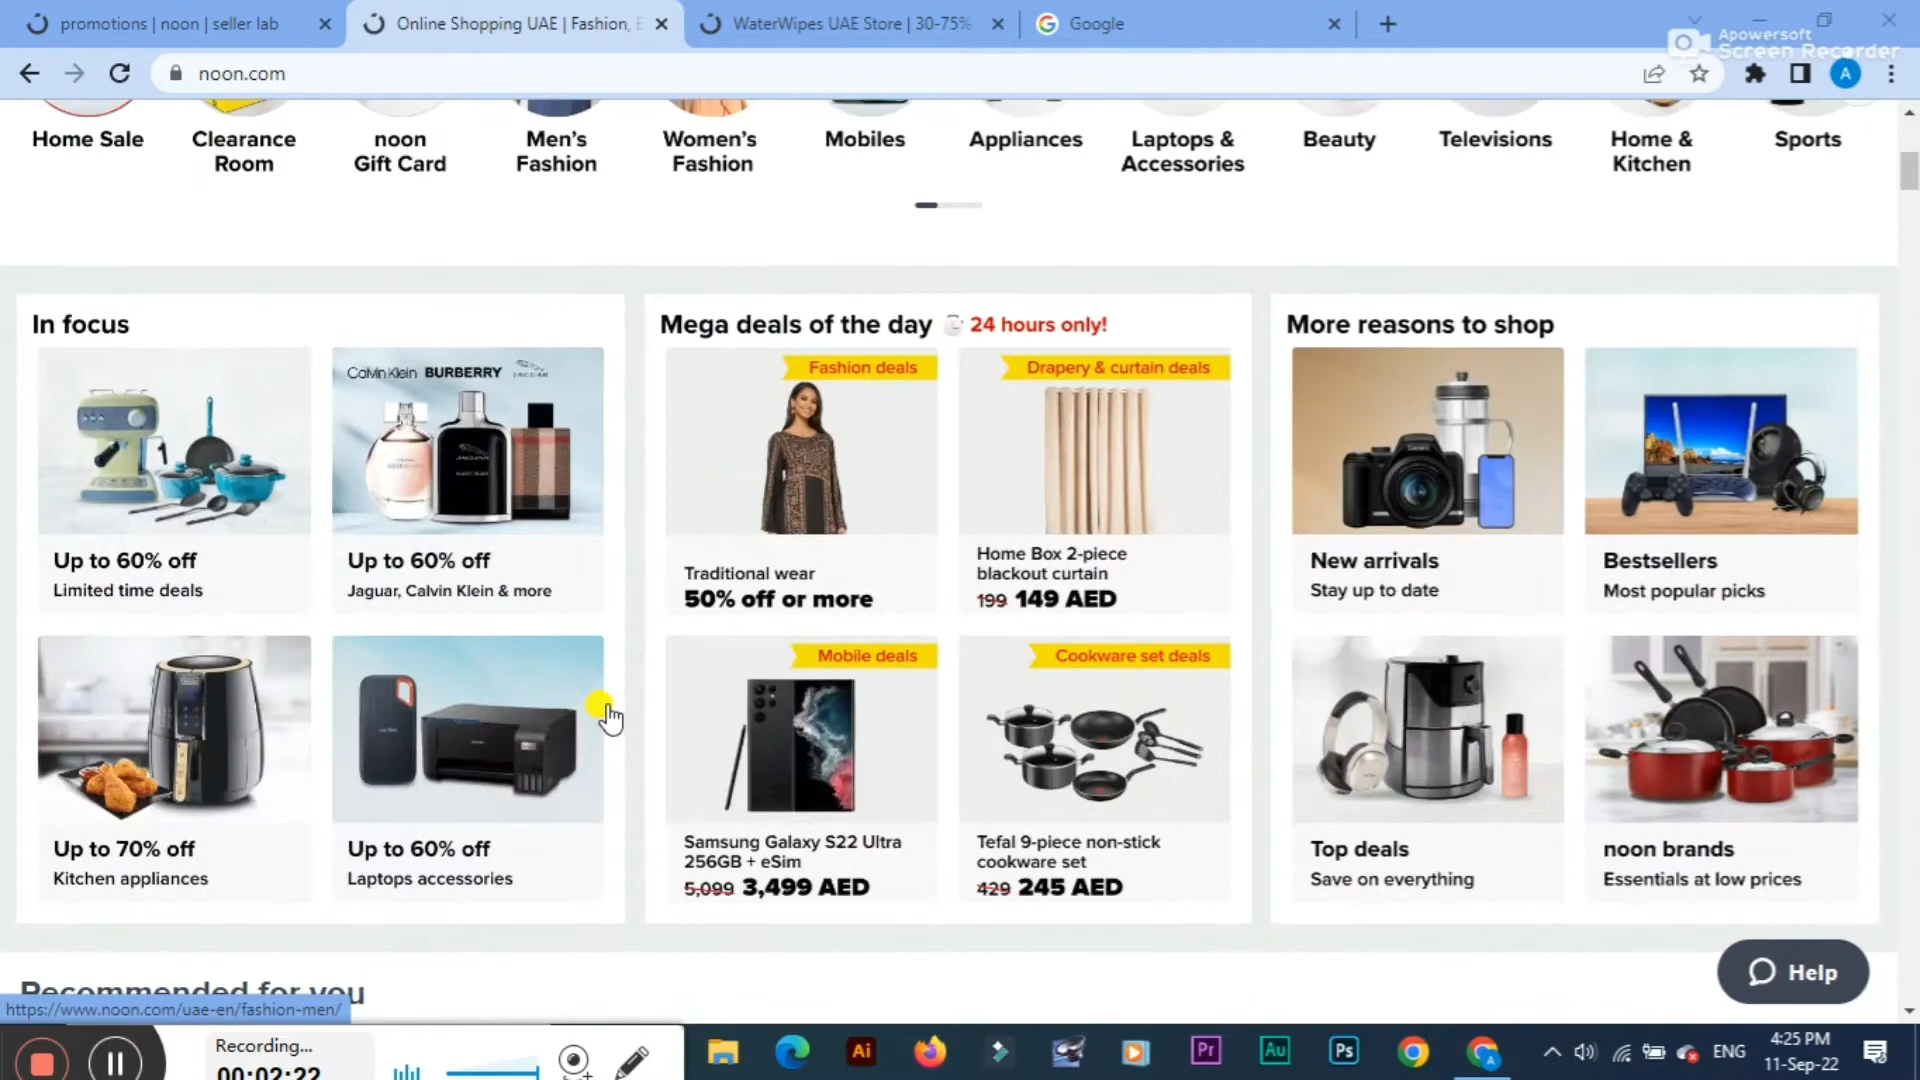 promotions | noon | seller lab
Online Shopping UAE | Fashion, E
WaterWipes UAE Store | 30-75%
Google
Apowersoft
Screen Recorder
noon.com
A
Home Sale
Clearance
Room
noon
Gift Card
Men's
Fashion
Women's
Fashion
Mobiles
Appliances
Laptops &
Accessories
Beauty
Televisions
Home &
Kitchen
Sports
In focus
Calvin Klein BURBERRY JAGUAR
JAGUAR
Up to 60% off
Limited time deals
Up to 60% off
Jaguar, Calvin Klein & more
Up to 70% off
Kitchen appliances
Up to 60% off
Laptops accessories
Mega deals of the day 24 hours only!
Fashion deals
Traditional wear
50% off or more
Drapery & curtain deals
Home Box 2-piece
blackout curtain
199 149 AED
Mobile deals
Samsung Galaxy S22 Ultra
256GB + eSim
5,099 3,499 AED
Cookware set deals
Tefal 9-piece non-stick
cookware set
429 245 AED
More reasons to shop
New arrivals
Stay up to date
Bestsellers
Most popular picks
Top deals
Save on everything
noon brands
Essentials at low prices
Help
Recommended for you
https://www.noon.com/uae-en/fashion-men/
Recording...
00:02:22
Ai
Pr
Au
Ps
A
ENG
4:25 PM
11-Sep-22